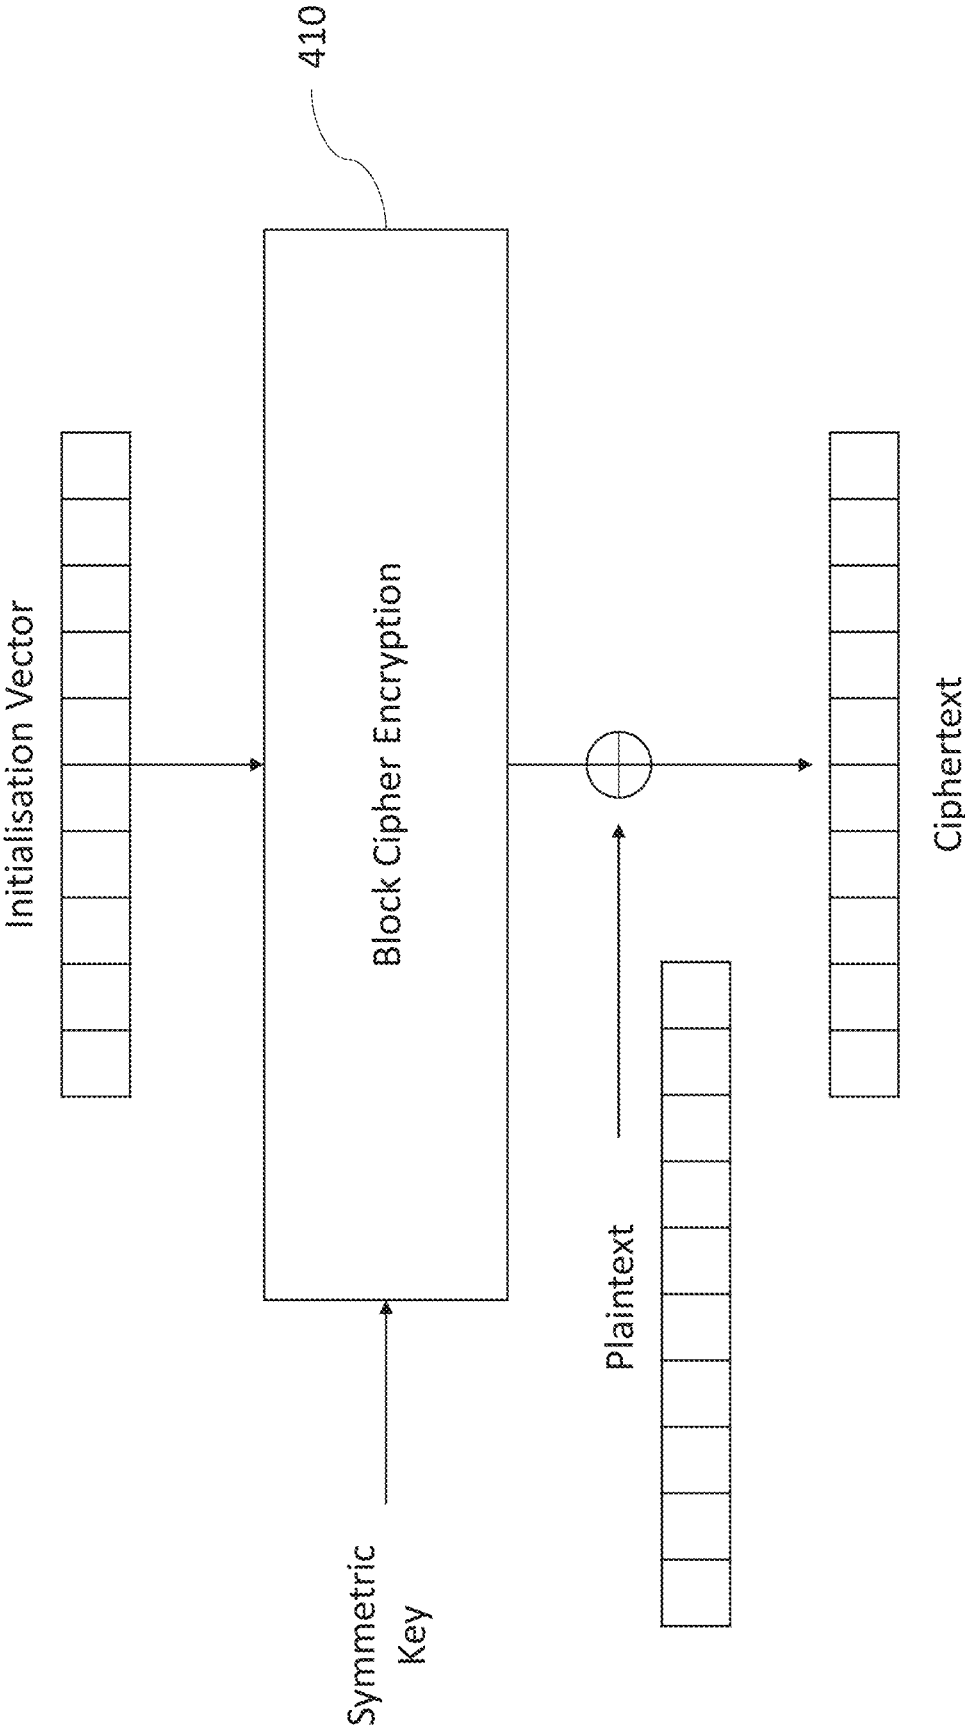 Initialisation Vector
410
Block Cipher Encryption
Symmetric
Key
Plaintext
Ciphertext